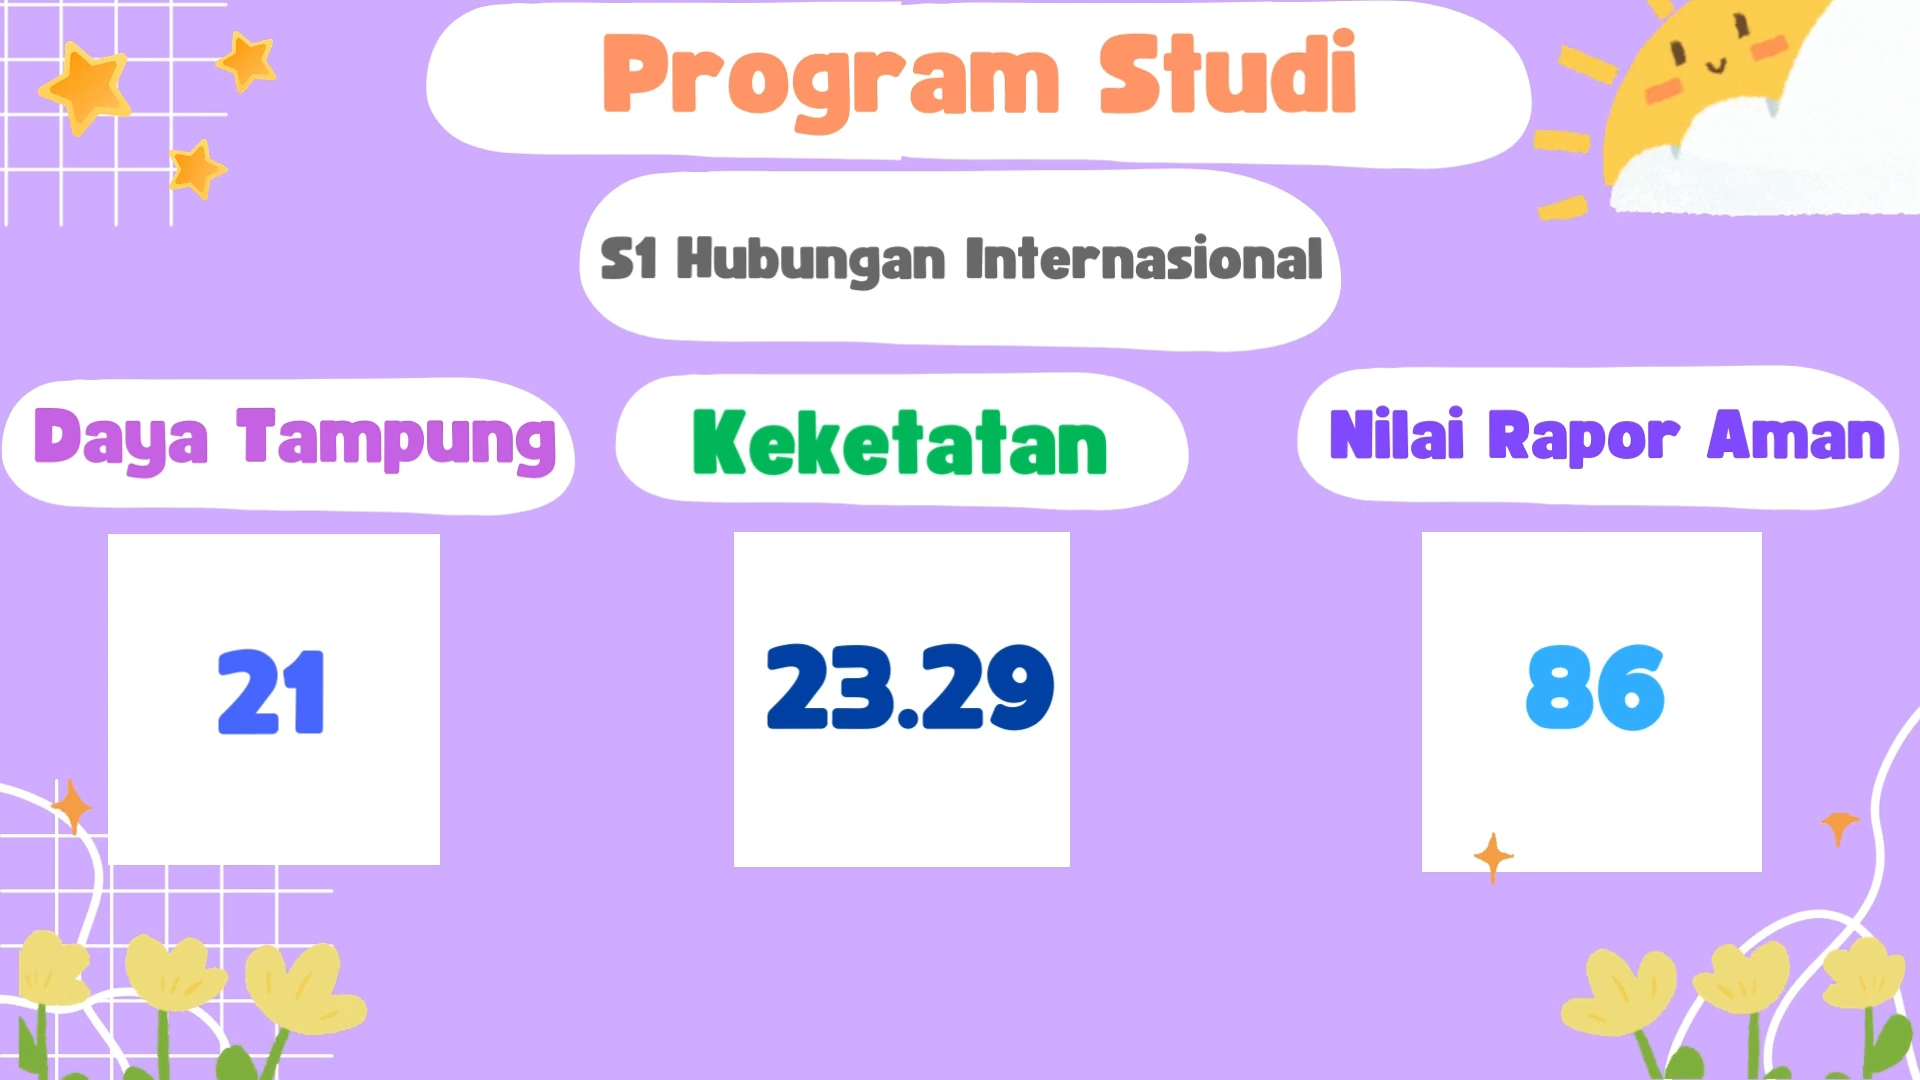 Program Studi
S1 Hubungan Internasional
Daya Tampung
Keketatan
Nilai Rapor Aman
21
23.29
86